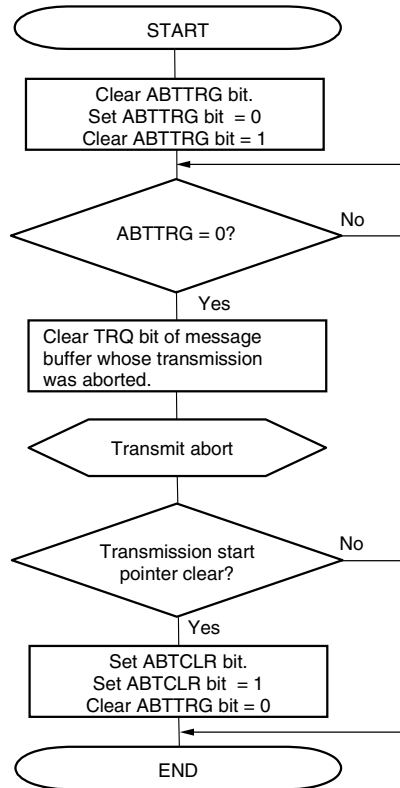 START
Clear ABTTRG bit.
Set ABTTRG bit = 0
Clear ABTTRG bit = 1
ABTTRG = 0?
No
Yes
Clear TRQ bit of message
buffer whose transmission
was aborted.
Transmit abort
Transmission start
pointer clear?
No
Yes
Set ABTCLR bit.
Set ABTCLR bit = 1
Clear ABTTRG bit = 0
END